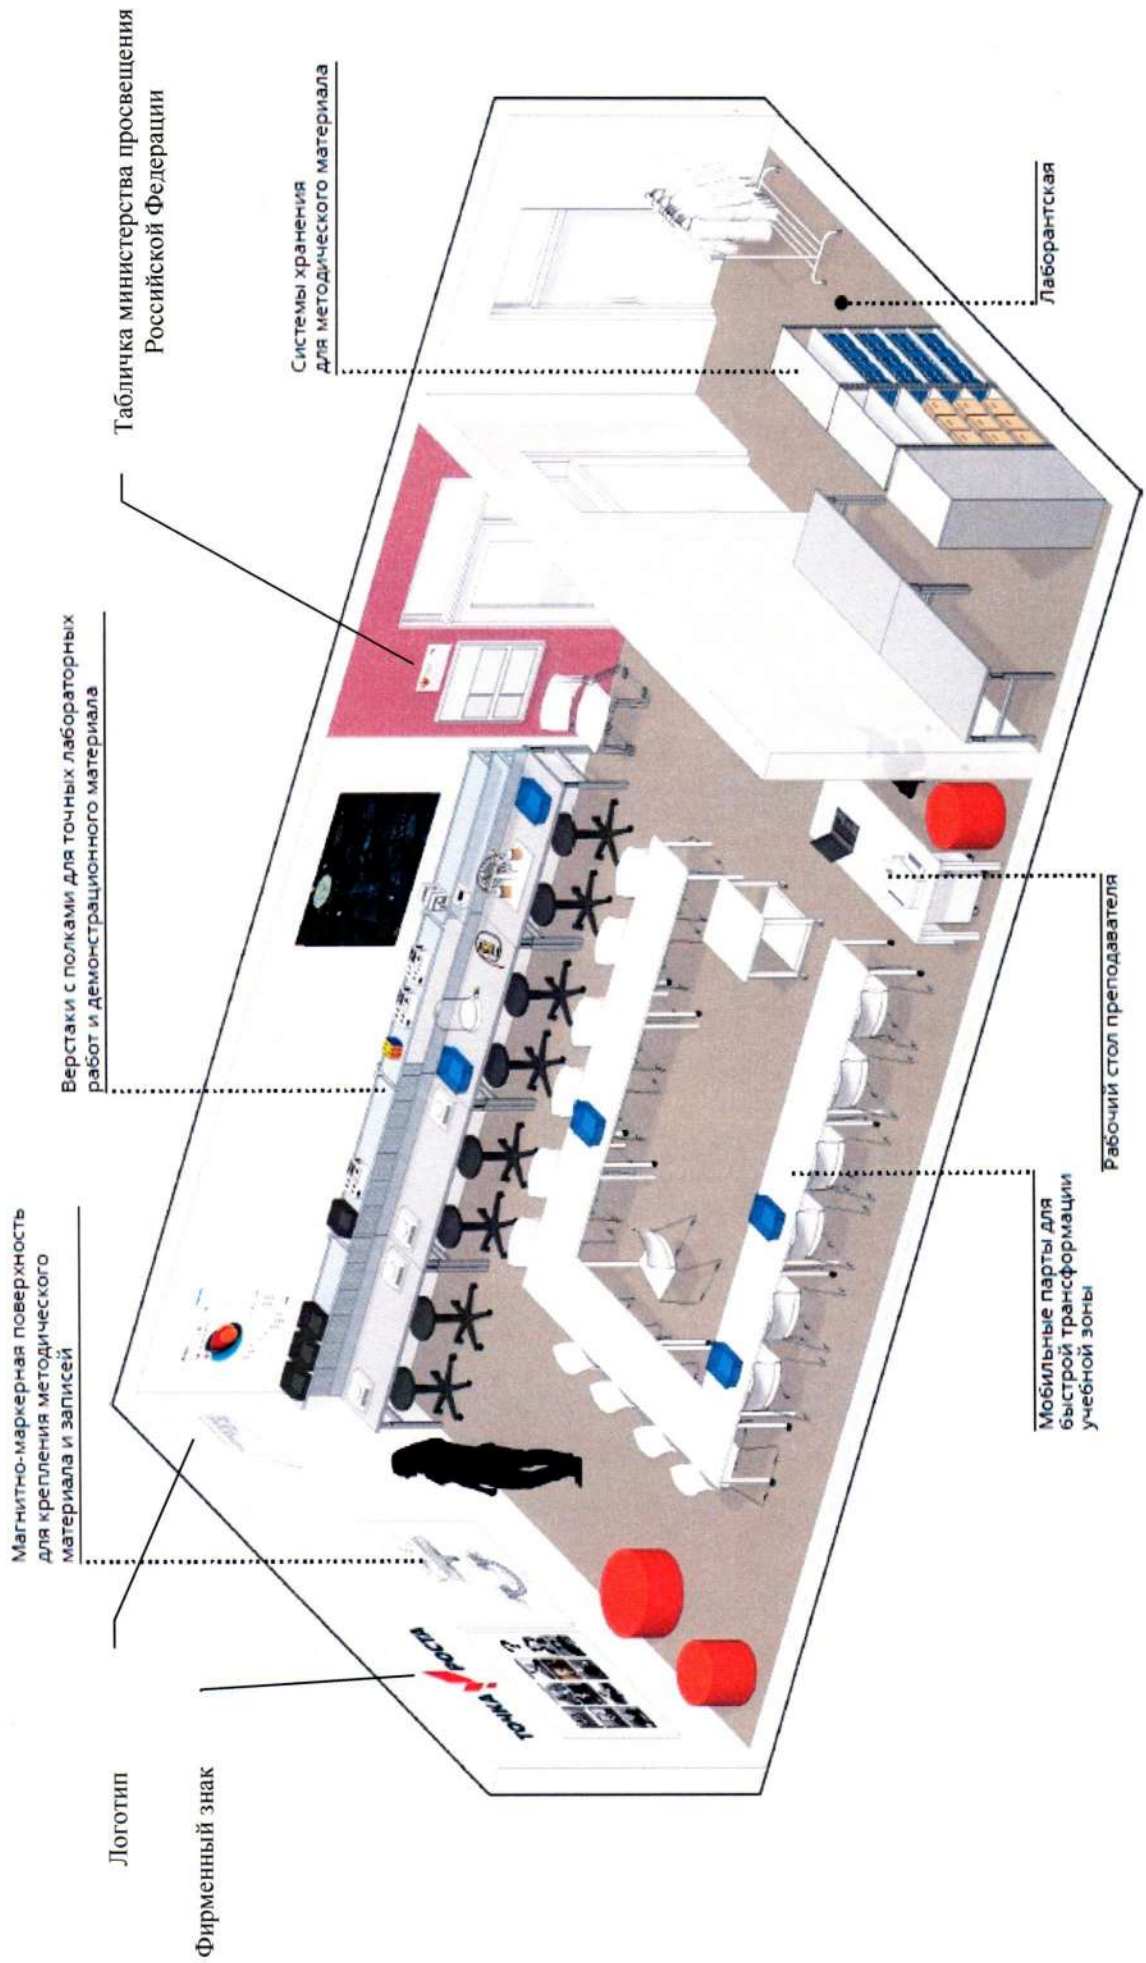 Логотип
Фирменный знак
Магнитно-маркерная поверхность
для крепления методического
материала и записей
Верстаки с полками для точных лабораторных
работ и демонстрационного материала
Табличка министерства просвещения
Российской Федерации
Системы хранения
для методического материала
ТОЧКА
РОСТА
Мобильные парты для
быстрой трансформации
учебной зоны
Рабочий стол преподавателя
Лаборантская